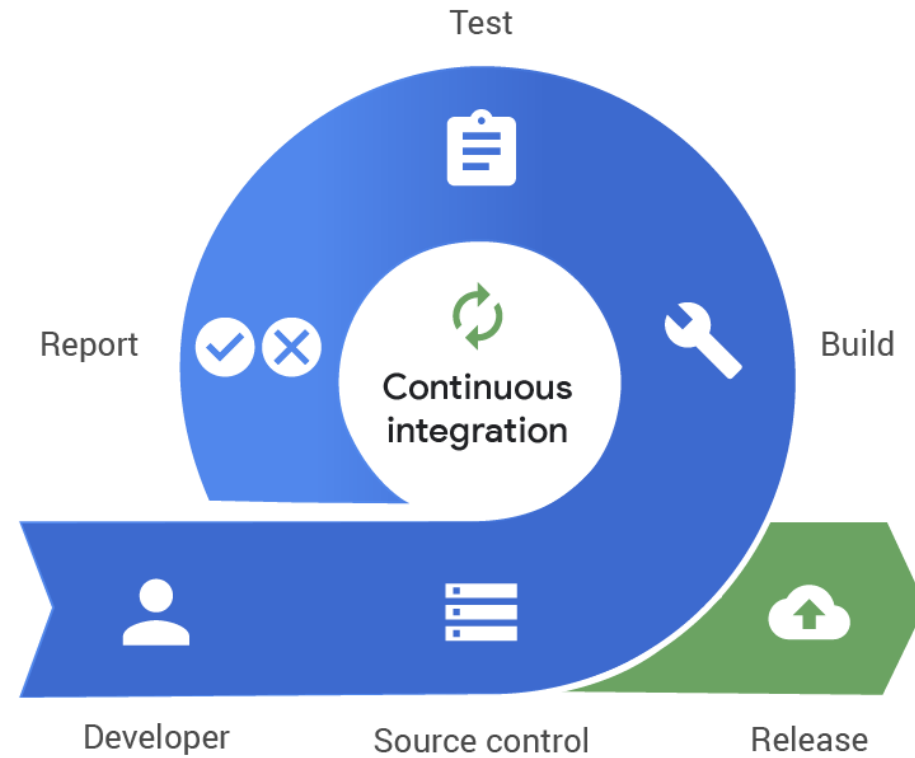 Test
Report
Continuous
integration
Build
Developer
Source control
Release